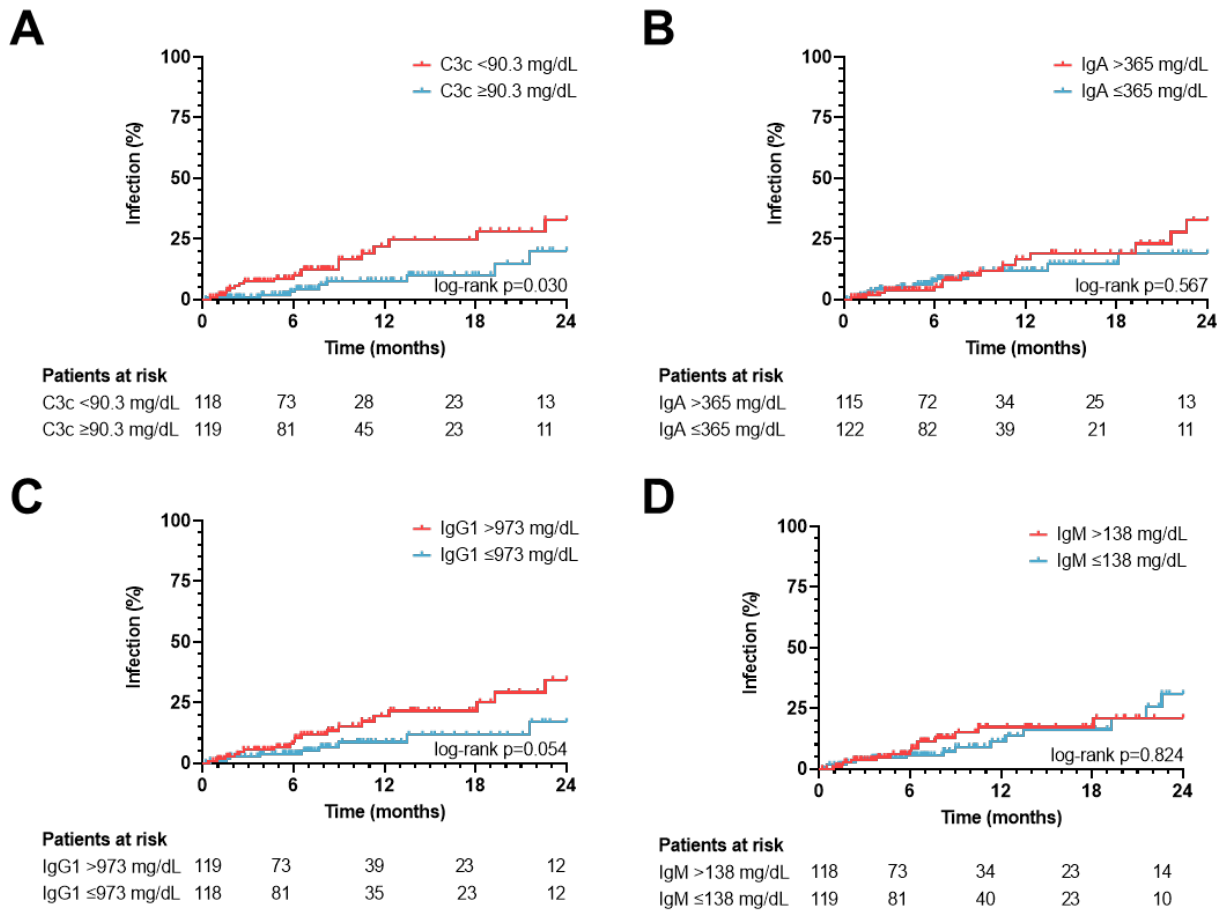 A
100
75
50
25
0
Infection (%)
C3c <90.3 mg/dL
C3c ≥90.3 mg/dL
log-rank p=0.030
0 6 12 18 24
Time (months)
Patients at risk
C3c <90.3 mg/dL 118 73 28 23 13
C3c ≥90.3 mg/dL 119 81 45 23 11
B
100
75
50
25
0
Infection (%)
IgA >365 mg/dL
IgA ≤365 mg/dL
log-rank p=0.567
0 6 12 18 24
Time (months)
Patients at risk
IgA >365 mg/dL 115 72 34 25 13
IgA ≤365 mg/dL 122 82 39 21 11
C
100
75
50
25
0
Infection (%)
IgG1 >973 mg/dL
IgG1 ≤973 mg/dL
log-rank p=0.054
0 6 12 18 24
Time (months)
Patients at risk
IgG1 >973 mg/dL 119 73 39 23 12
IgG1 ≤973 mg/dL 118 81 35 23 12
D
100
75
50
25
0
Infection (%)
IgM >138 mg/dL
IgM ≤138 mg/dL
log-rank p=0.824
0 6 12 18 24
Time (months)
Patients at risk
IgM >138 mg/dL 118 73 34 23 14
IgM ≤138 mg/dL 119 81 40 23 10